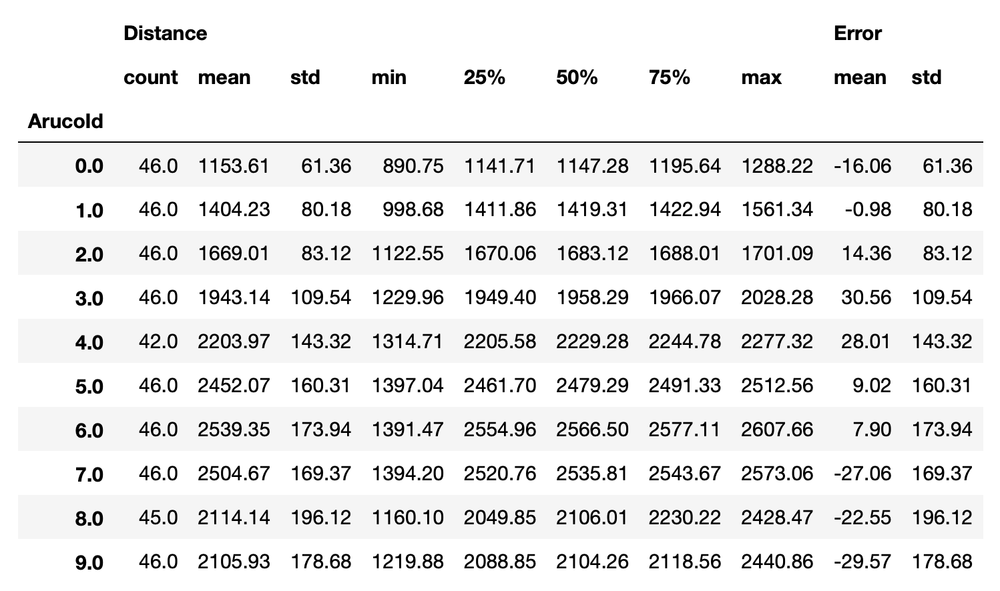 Distance Error
count mean std min 25% 50% 75% max mean std
ArucoId
0.0 46.0 1153.61 61.36 890.75 1141.71 1147.28 1195.64 1288.22 -16.06 61.36
1.0 46.0 1404.23 80.18 998.68 1411.86 1419.31 1422.94 1561.34 -0.98 80.18
2.0 46.0 1669.01 83.12 1122.55 1670.06 1683.12 1688.01 1701.09 14.36 83.12
3.0 46.0 1943.14 109.54 1229.96 1949.40 1958.29 1966.07 2028.28 30.56 109.54
4.0 42.0 2203.97 143.32 1314.71 2205.58 2229.28 2244.78 2277.32 28.01 143.32
5.0 46.0 2452.07 160.31 1397.04 2461.70 2479.29 2491.33 2512.56 9.02 160.31
6.0 46.0 2539.35 173.94 1391.47 2554.96 2566.50 2577.11 2607.66 7.90 173.94
7.0 46.0 2504.67 169.37 1394.20 2520.76 2535.81 2543.67 2573.06 -27.06 169.37
8.0 45.0 2114.14 196.12 1160.10 2049.85 2106.01 2230.22 2428.47 -22.55 196.12
9.0 46.0 2105.93 178.68 1219.88 2088.85 2104.26 2118.56 2440.86 -29.57 178.68